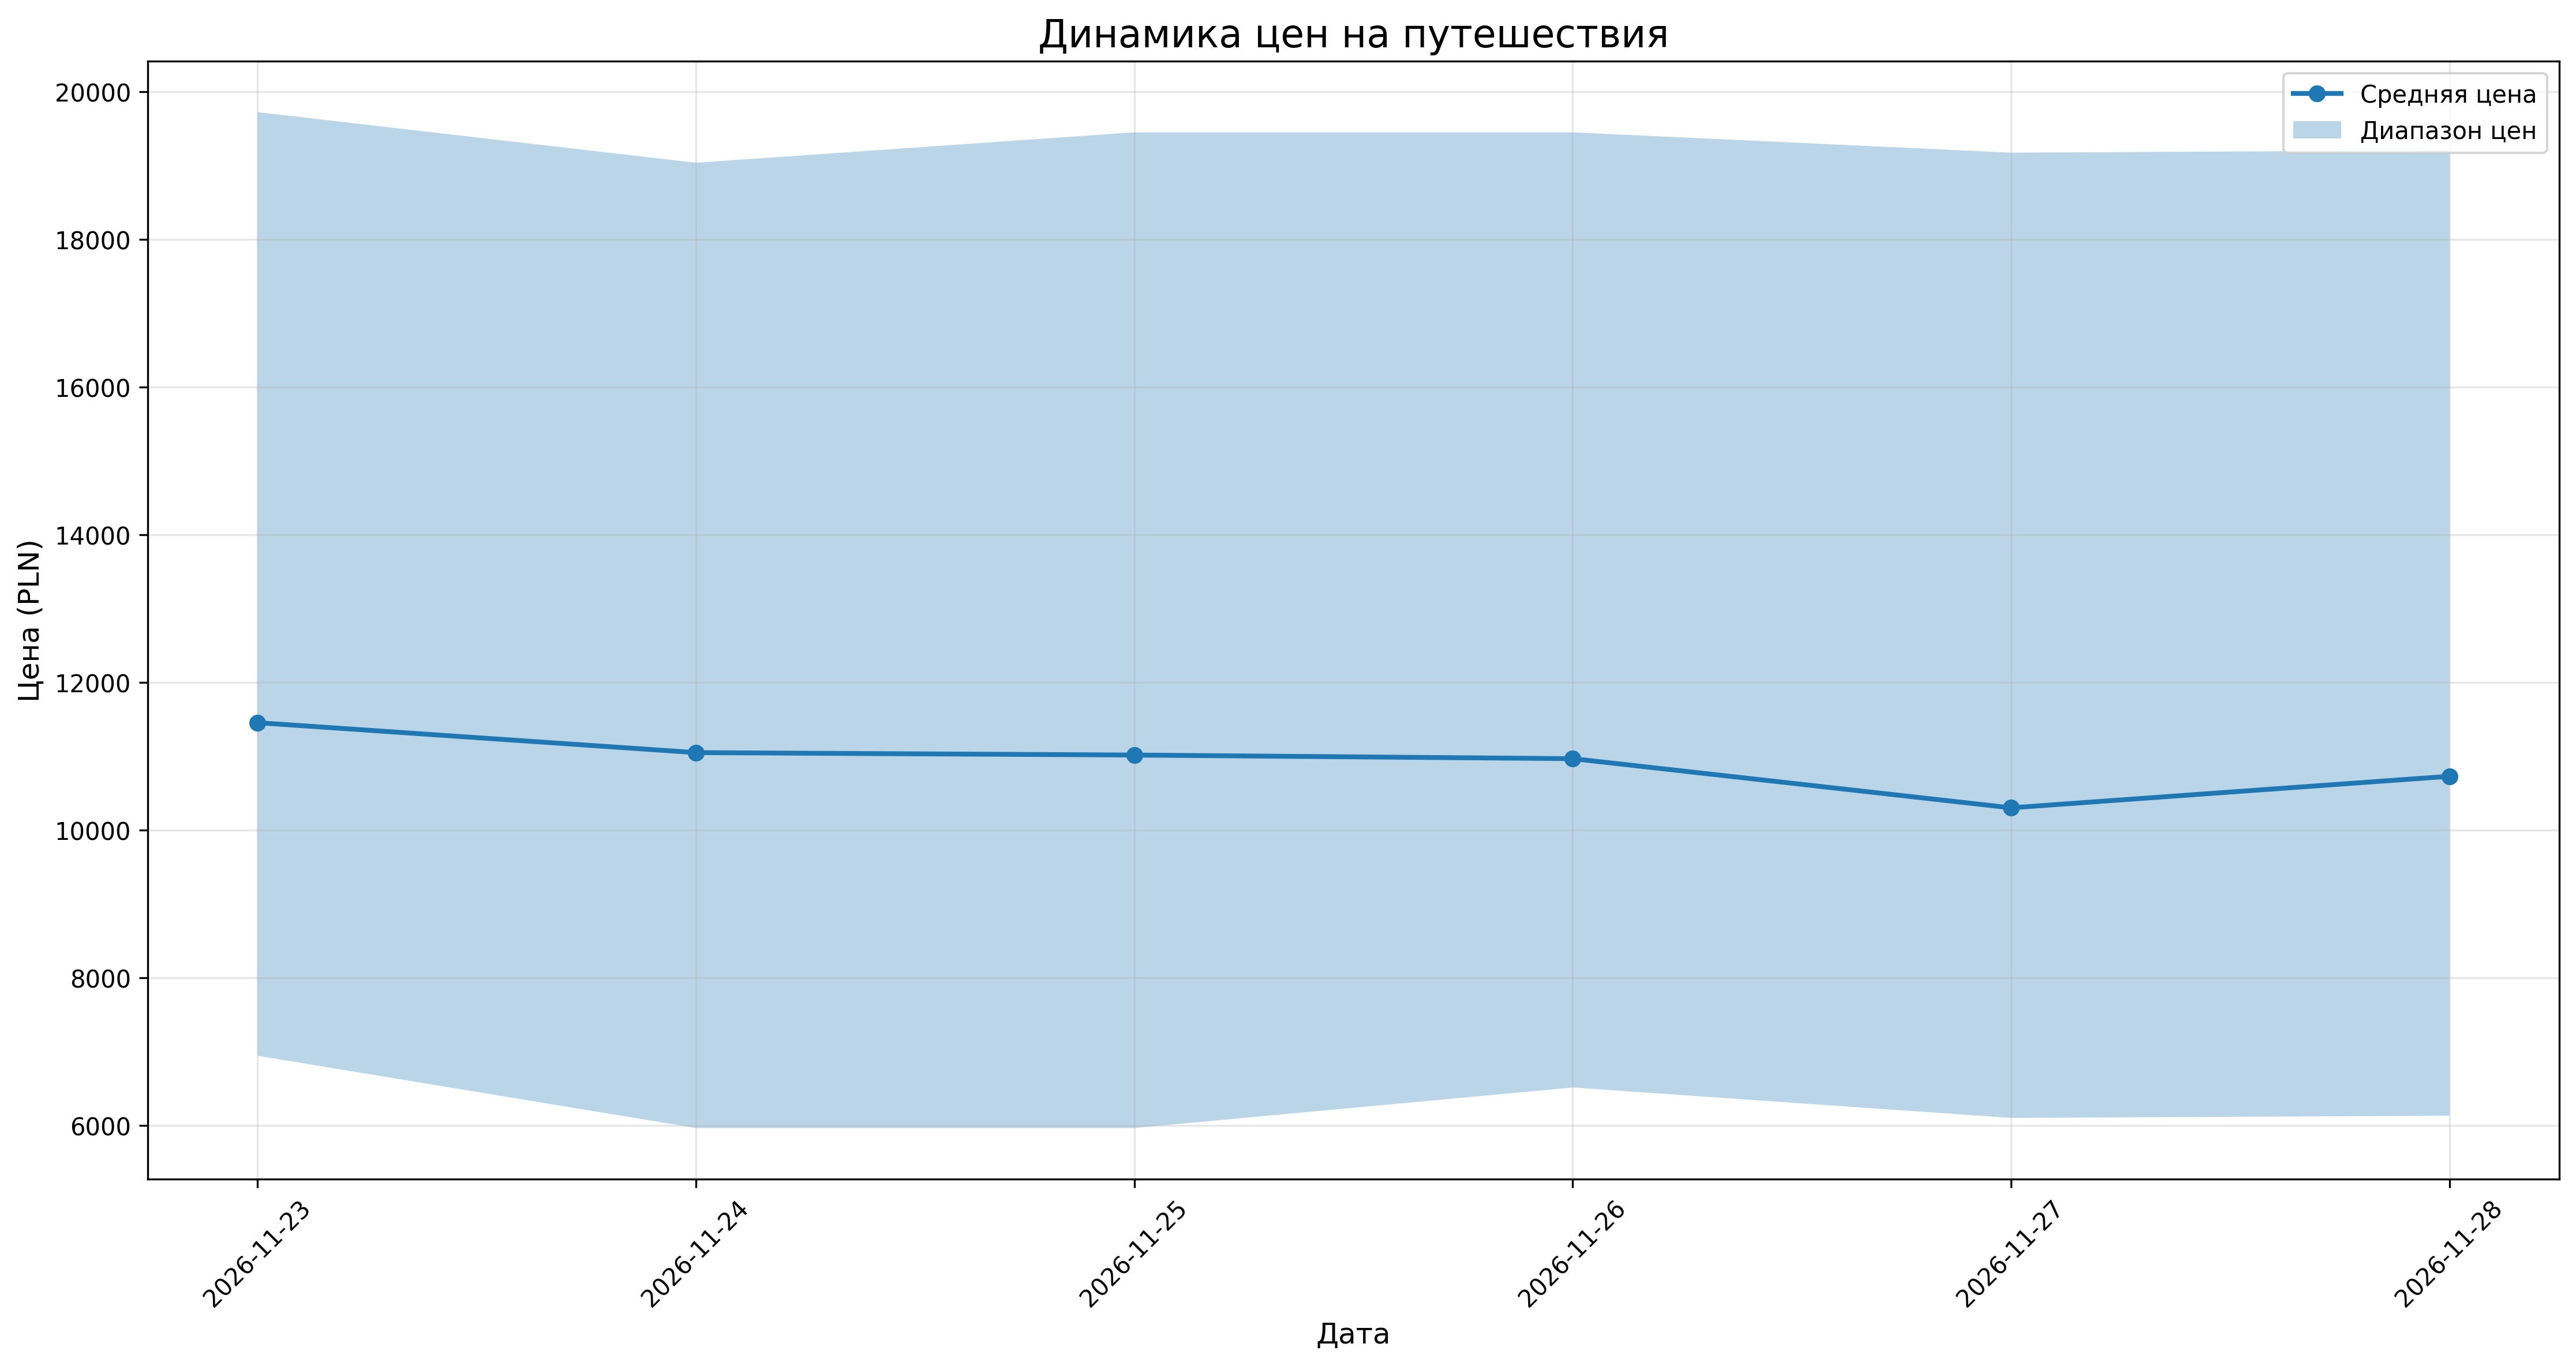 Динамика цен на путешествия
Средняя цена
Диапазон цен
Цена (PLN)
20000
18000
16000
14000
12000
10000
8000
6000
2026-11-23
2026-11-24
2026-11-25
2026-11-26
2026-11-27
2026-11-28
Дата